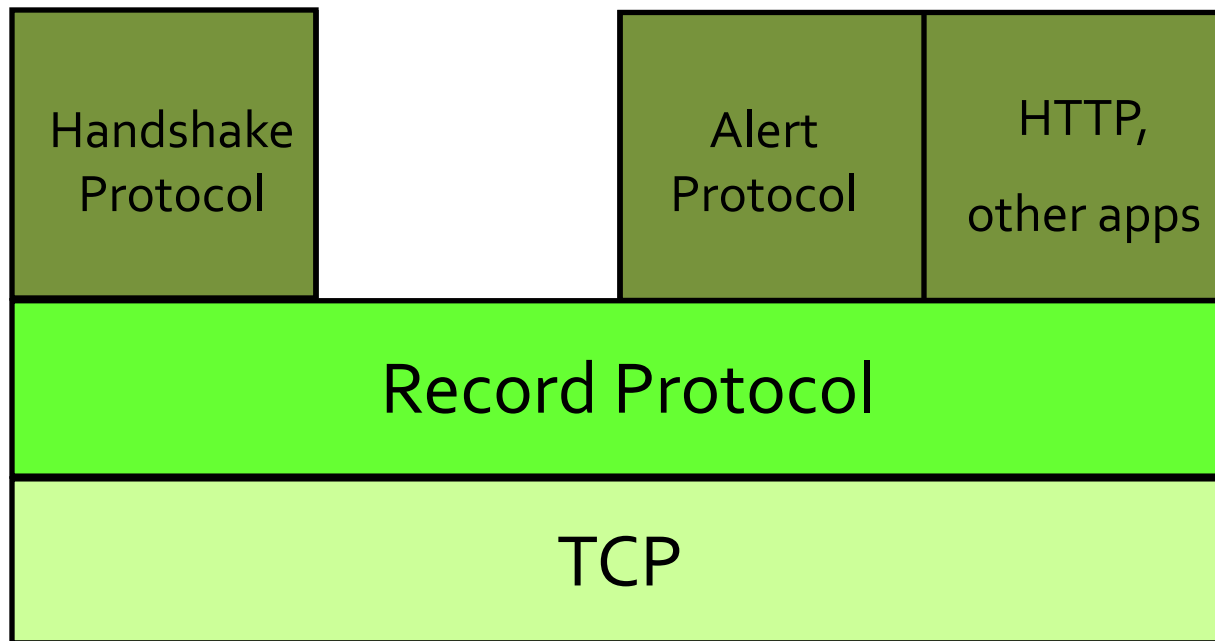 Handshake
Protocol
Alert
Protocol
HTTP,
other apps
Record Protocol
TCP